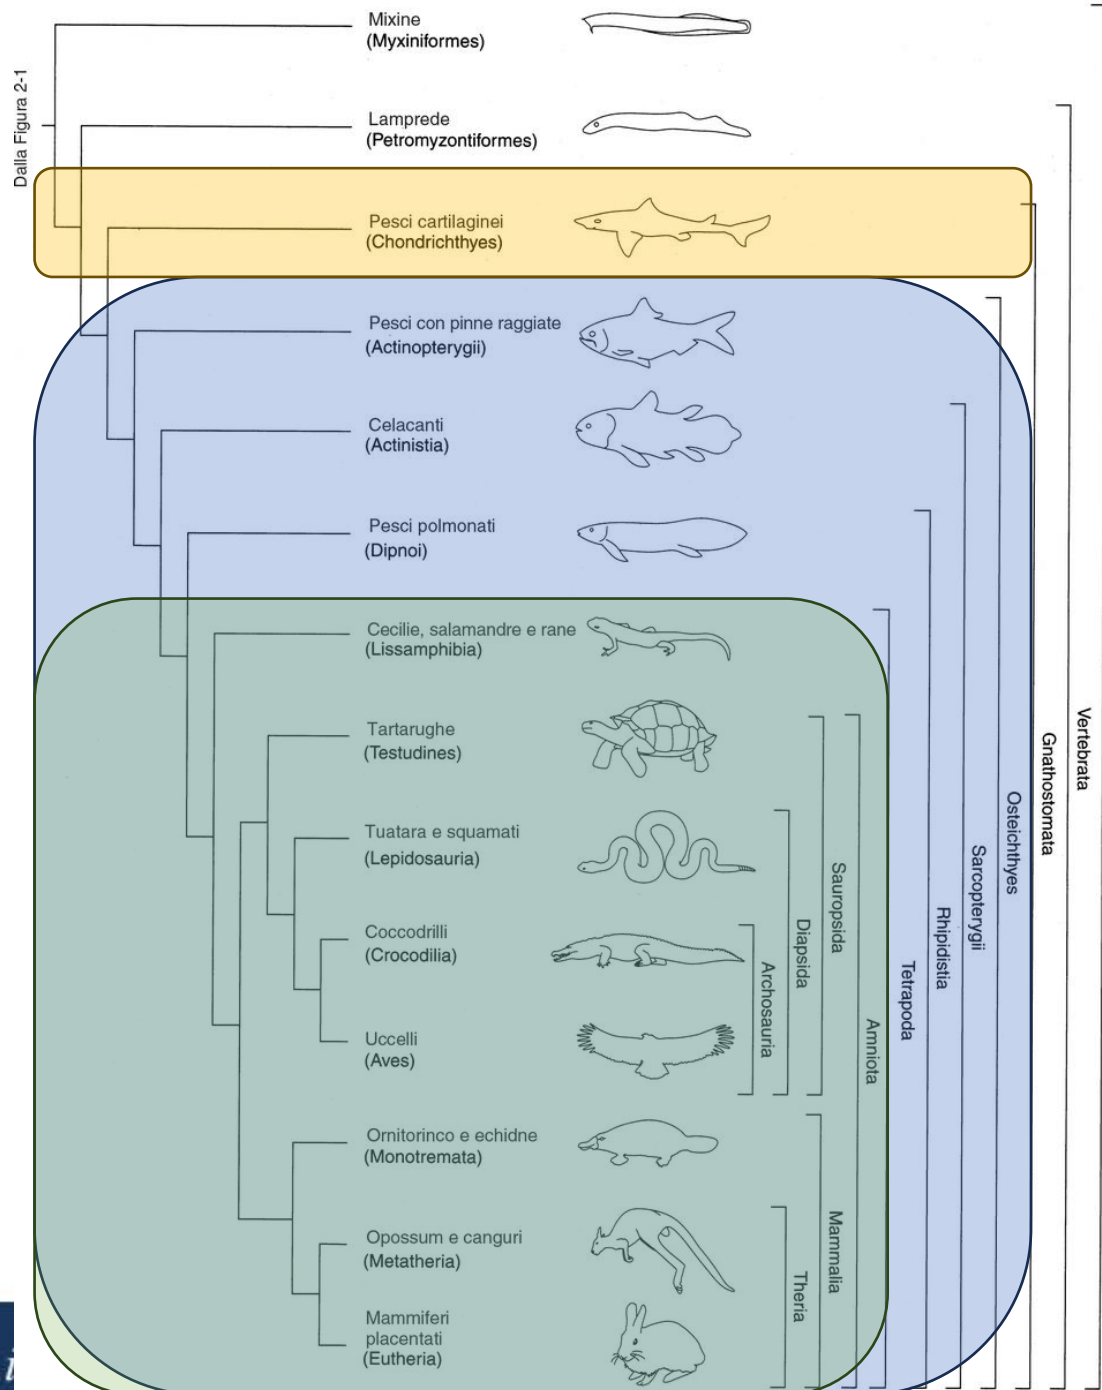 Dalla Figura 2-1
Mixine
(Myxiniformes)
Lamprede
(Petromyzontiformes)
Pesci cartilaginei
(Chondrichthyes)
Pesci con pinne raggiate
(Actinopterygii)
Celacanti
(Actinistia)
Pesci polmonati
(Dipnoi)
Cecilie, salamandre e rane
(Lissamphibia)
Tartarughe
(Testudines)
Tuatara e squamati
(Lepidosauria)
Coccodrilli
(Crocodilia)
Uccelli
(Aves)
Ornitorinco e echidne
(Monotremata)
Opossum e canguri
(Metatheria)
Mammiferi
placentati
(Eutheria)
Archosauria
Diapsida
Sauropsida
Theria
Mammalia
Amniota
Tetrapoda
Rhipidistia
Sarcopterygii
Osteichthyes
Gnathostomata
Vertebrata